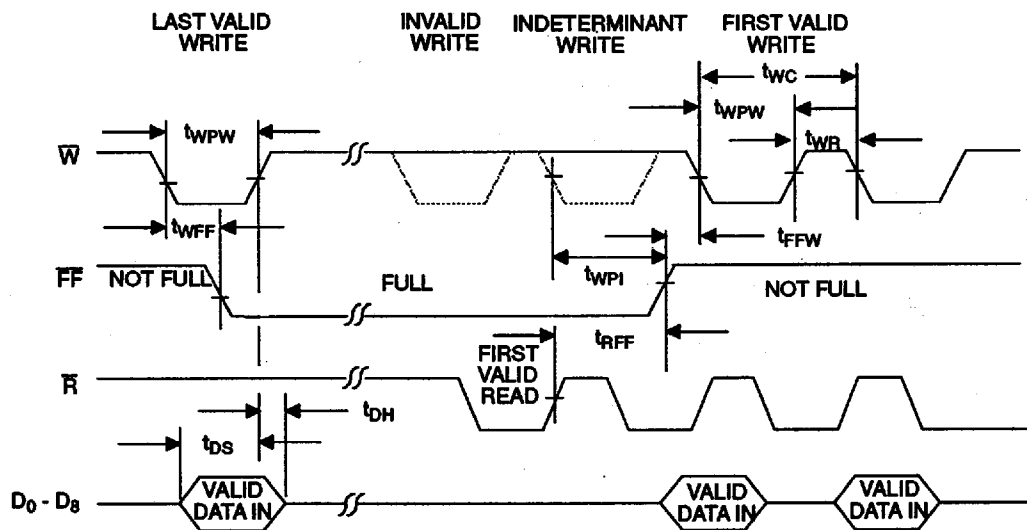 LAST VALID
WRITE
INVALID
WRITE
INDETERMINANT
WRITE
FIRST VALID
WRITE
tWC
tWPW
tWPW
tWR
W̅
tWFF
tFFW
F̅F̅
NOT FULL
FULL
tWPI
NOT FULL
tRFF
FIRST
VALID
READ
R̅
tDH
tDS
D0 - D8
VALID
DATA IN
VALID
DATA IN
VALID
DATA IN